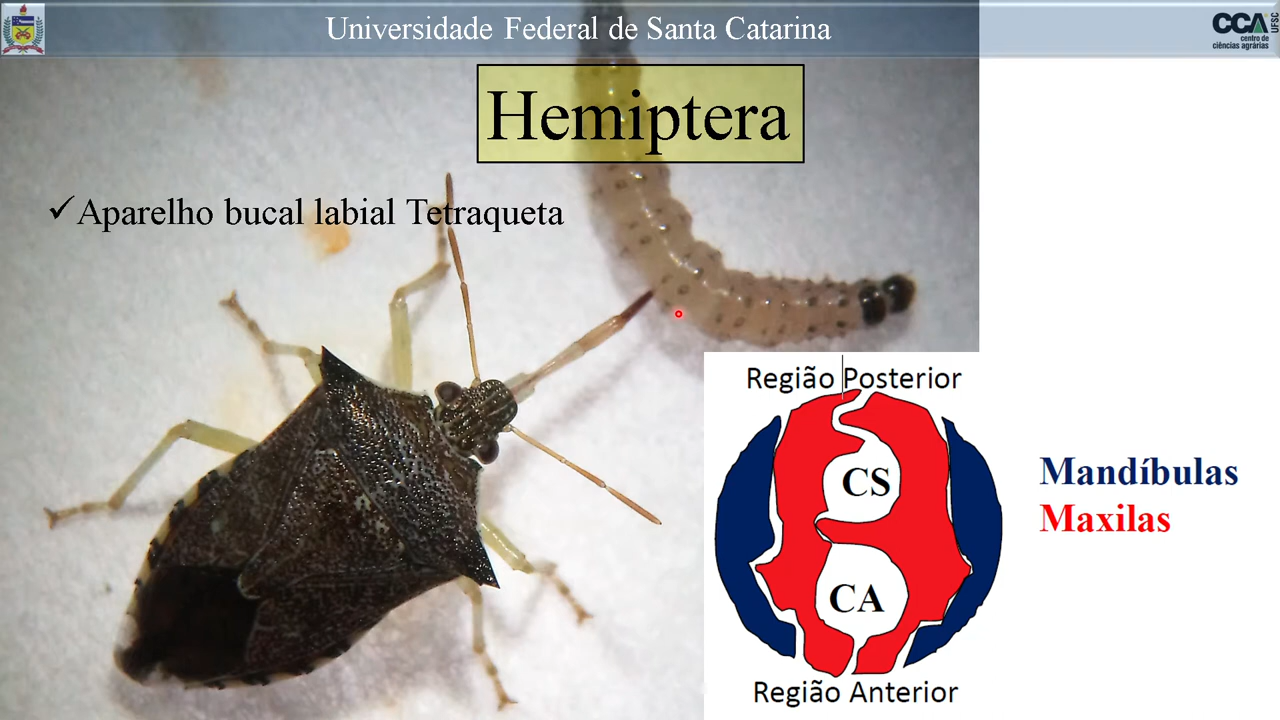 Universidade Federal de Santa Catarina
CCA
UFSC
centro de
ciências agrárias
Hemiptera
✓Aparelho bucal labial Tetraqueta
Região Posterior
CS
CA
Mandíbulas
Maxilas
Região Anterior